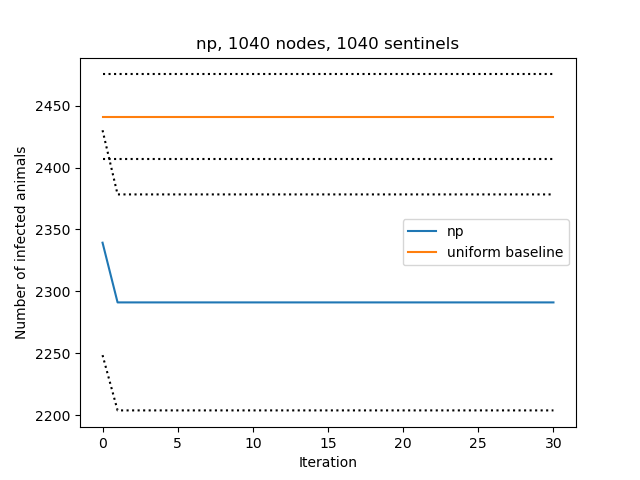 np, 1040 nodes, 1040 sentinels
Number of infected animals
2450
2400
2350
2300
2250
2200
np
uniform baseline
0 5 10 15 20 25 30
Iteration